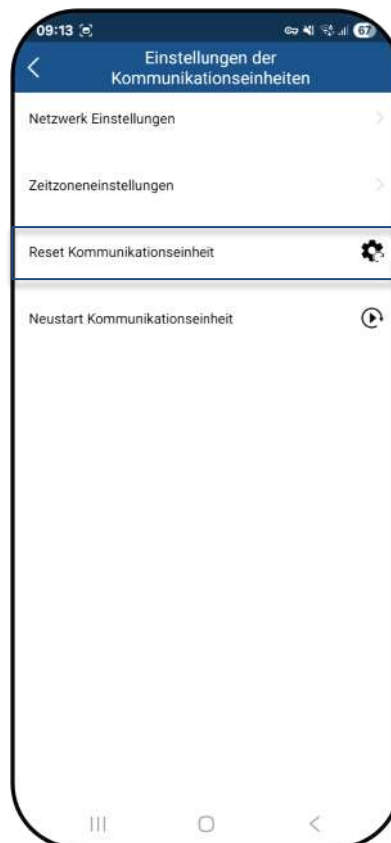 09:13
67
Einstellungen der
Kommunikationseinheiten
Netzwerk Einstellungen
Zeitzoneneinstellungen
Reset Kommunikationseinheit
Neustart Kommunikationseinheit